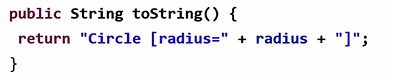 public String toString() {
return "Circle [radius=" + radius + "]";
}